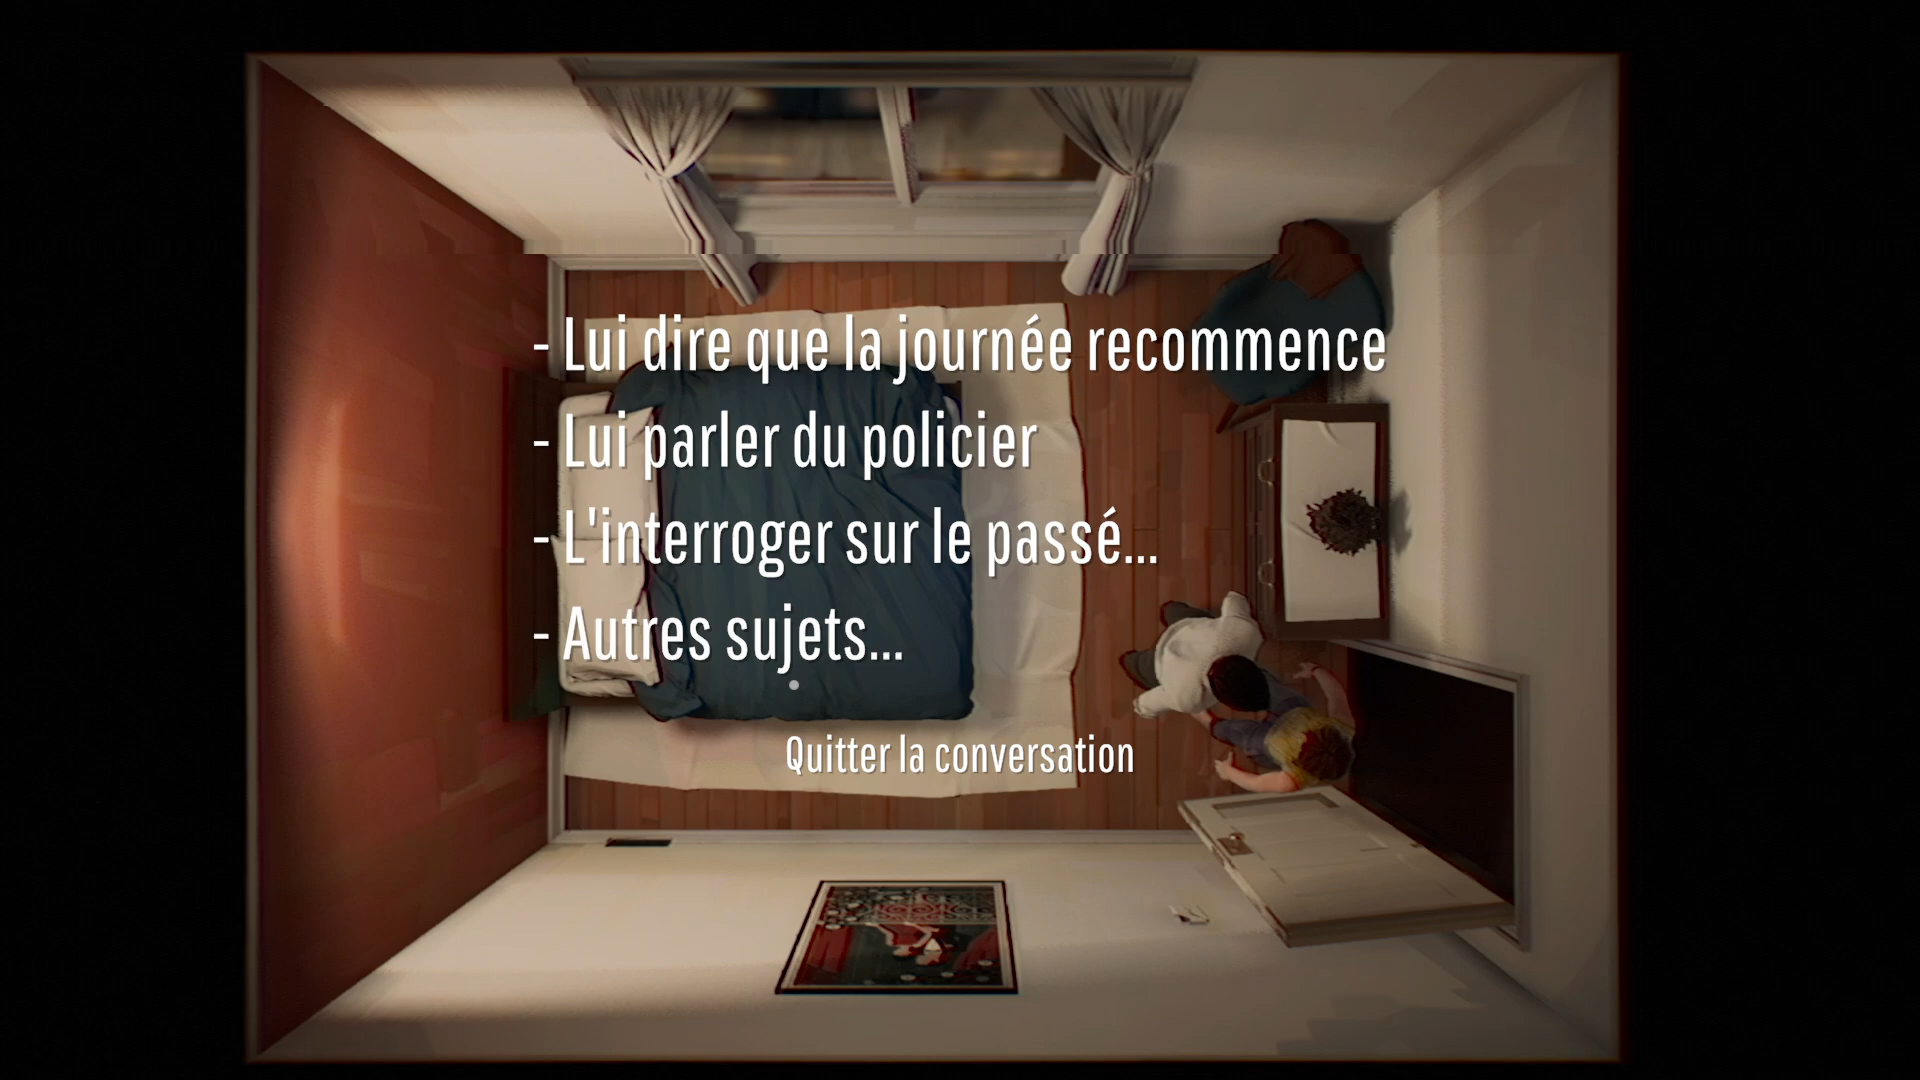 - Lui dire que la journée recommence
- Lui parler du policier
- L'interroger sur le passé...
- Autres sujets...
Quitter la conversation